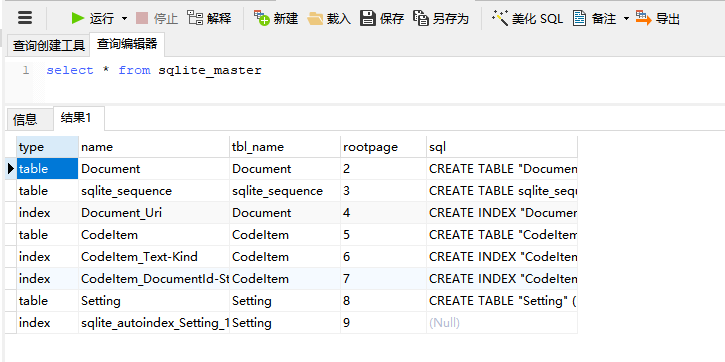 运行 停止 解释 新建 载入 保存 另存为 美化 SQL 备注 导出
查询创建工具 查询编辑器
1 select * from sqlite_master
信息 结果1
type name tbl_name rootpage sql
table Document Document 2 CREATE TABLE "Documen
table sqlite_sequence sqlite_sequence 3 CREATE TABLE sqlite_seq
index Document_Uri Document 4 CREATE INDEX "Docume
table CodeItem CodeItem 5 CREATE TABLE "CodeItem
index CodeItem_Text-Kind CodeItem 6 CREATE INDEX "CodeItem
index CodeItem_DocumentId-St CodeItem 7 CREATE INDEX "CodeItem
table Setting Setting 8 CREATE TABLE "Setting" (
index sqlite_autoindex_Setting_1 Setting 9 (Null)